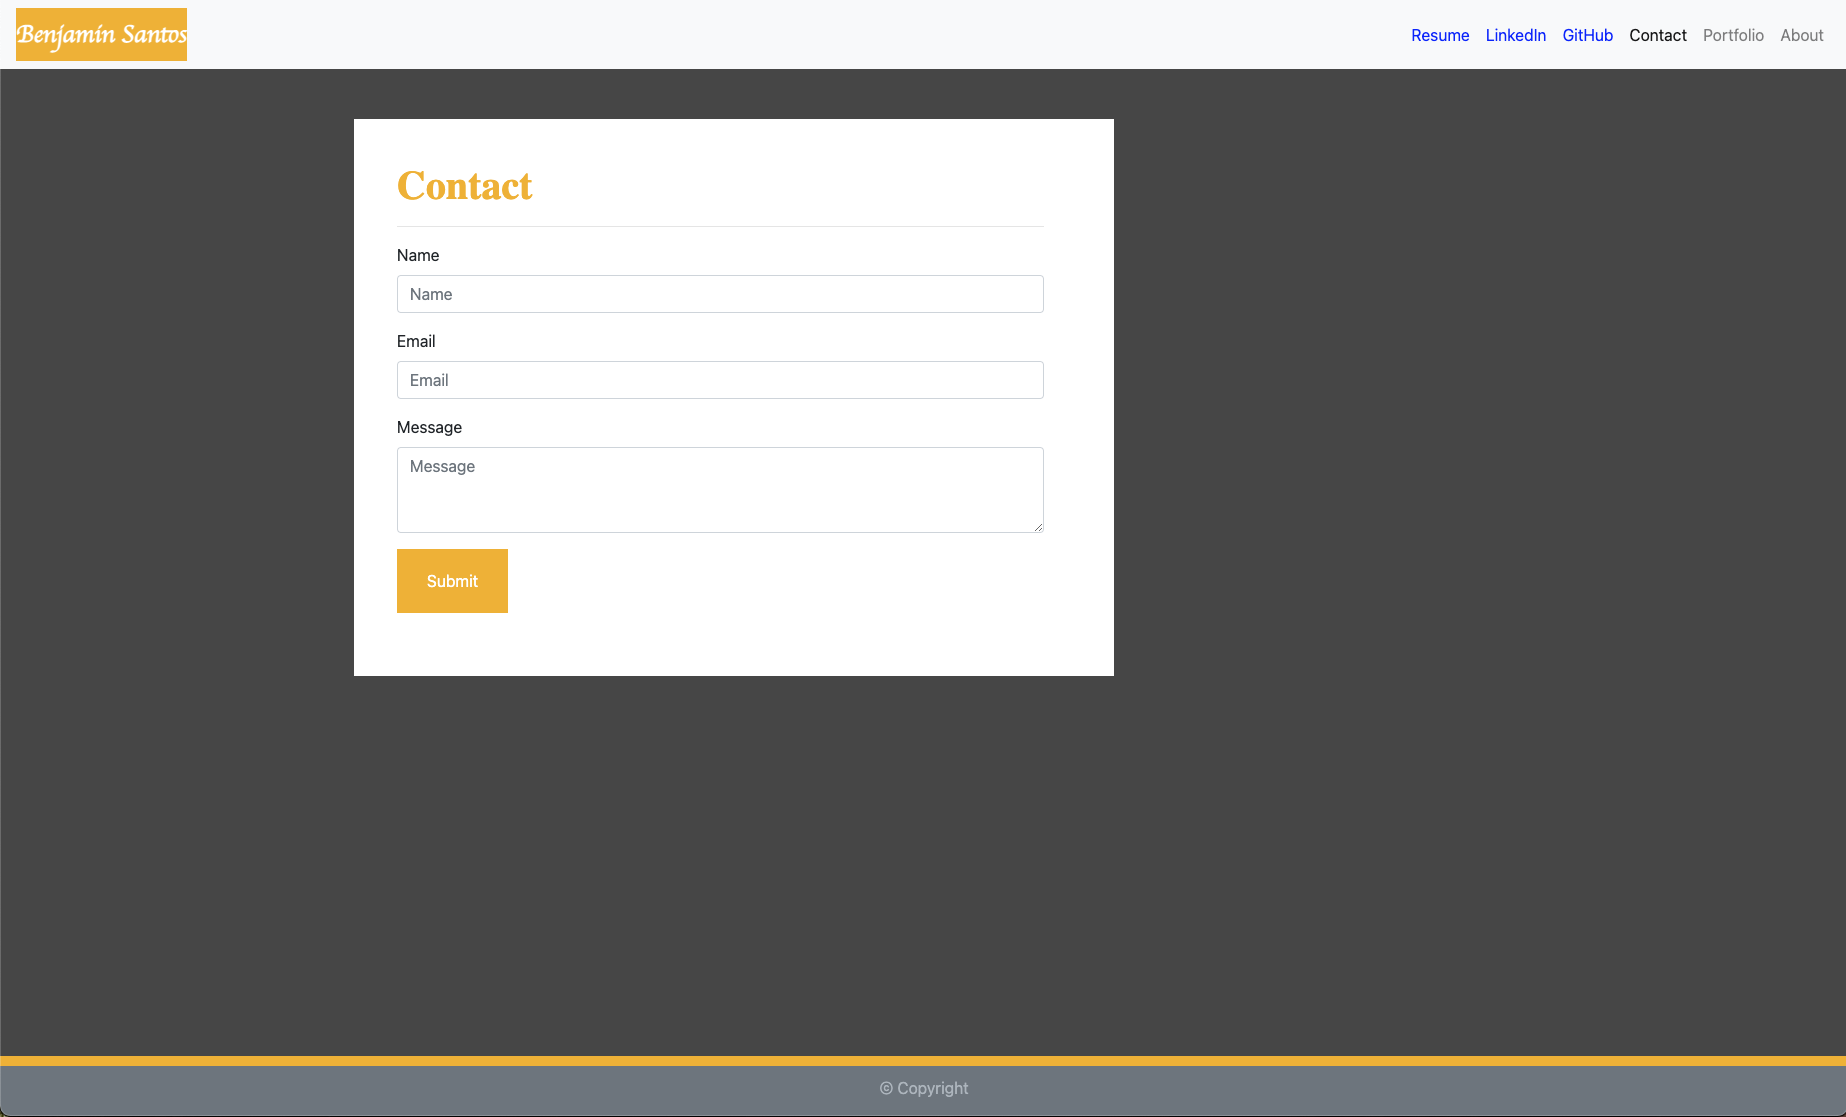 Benjamin Santos
Resume LinkedIn GitHub Contact Portfolio About
Contact
Name
Name
Email
Email
Message
Message
Submit
© Copyright